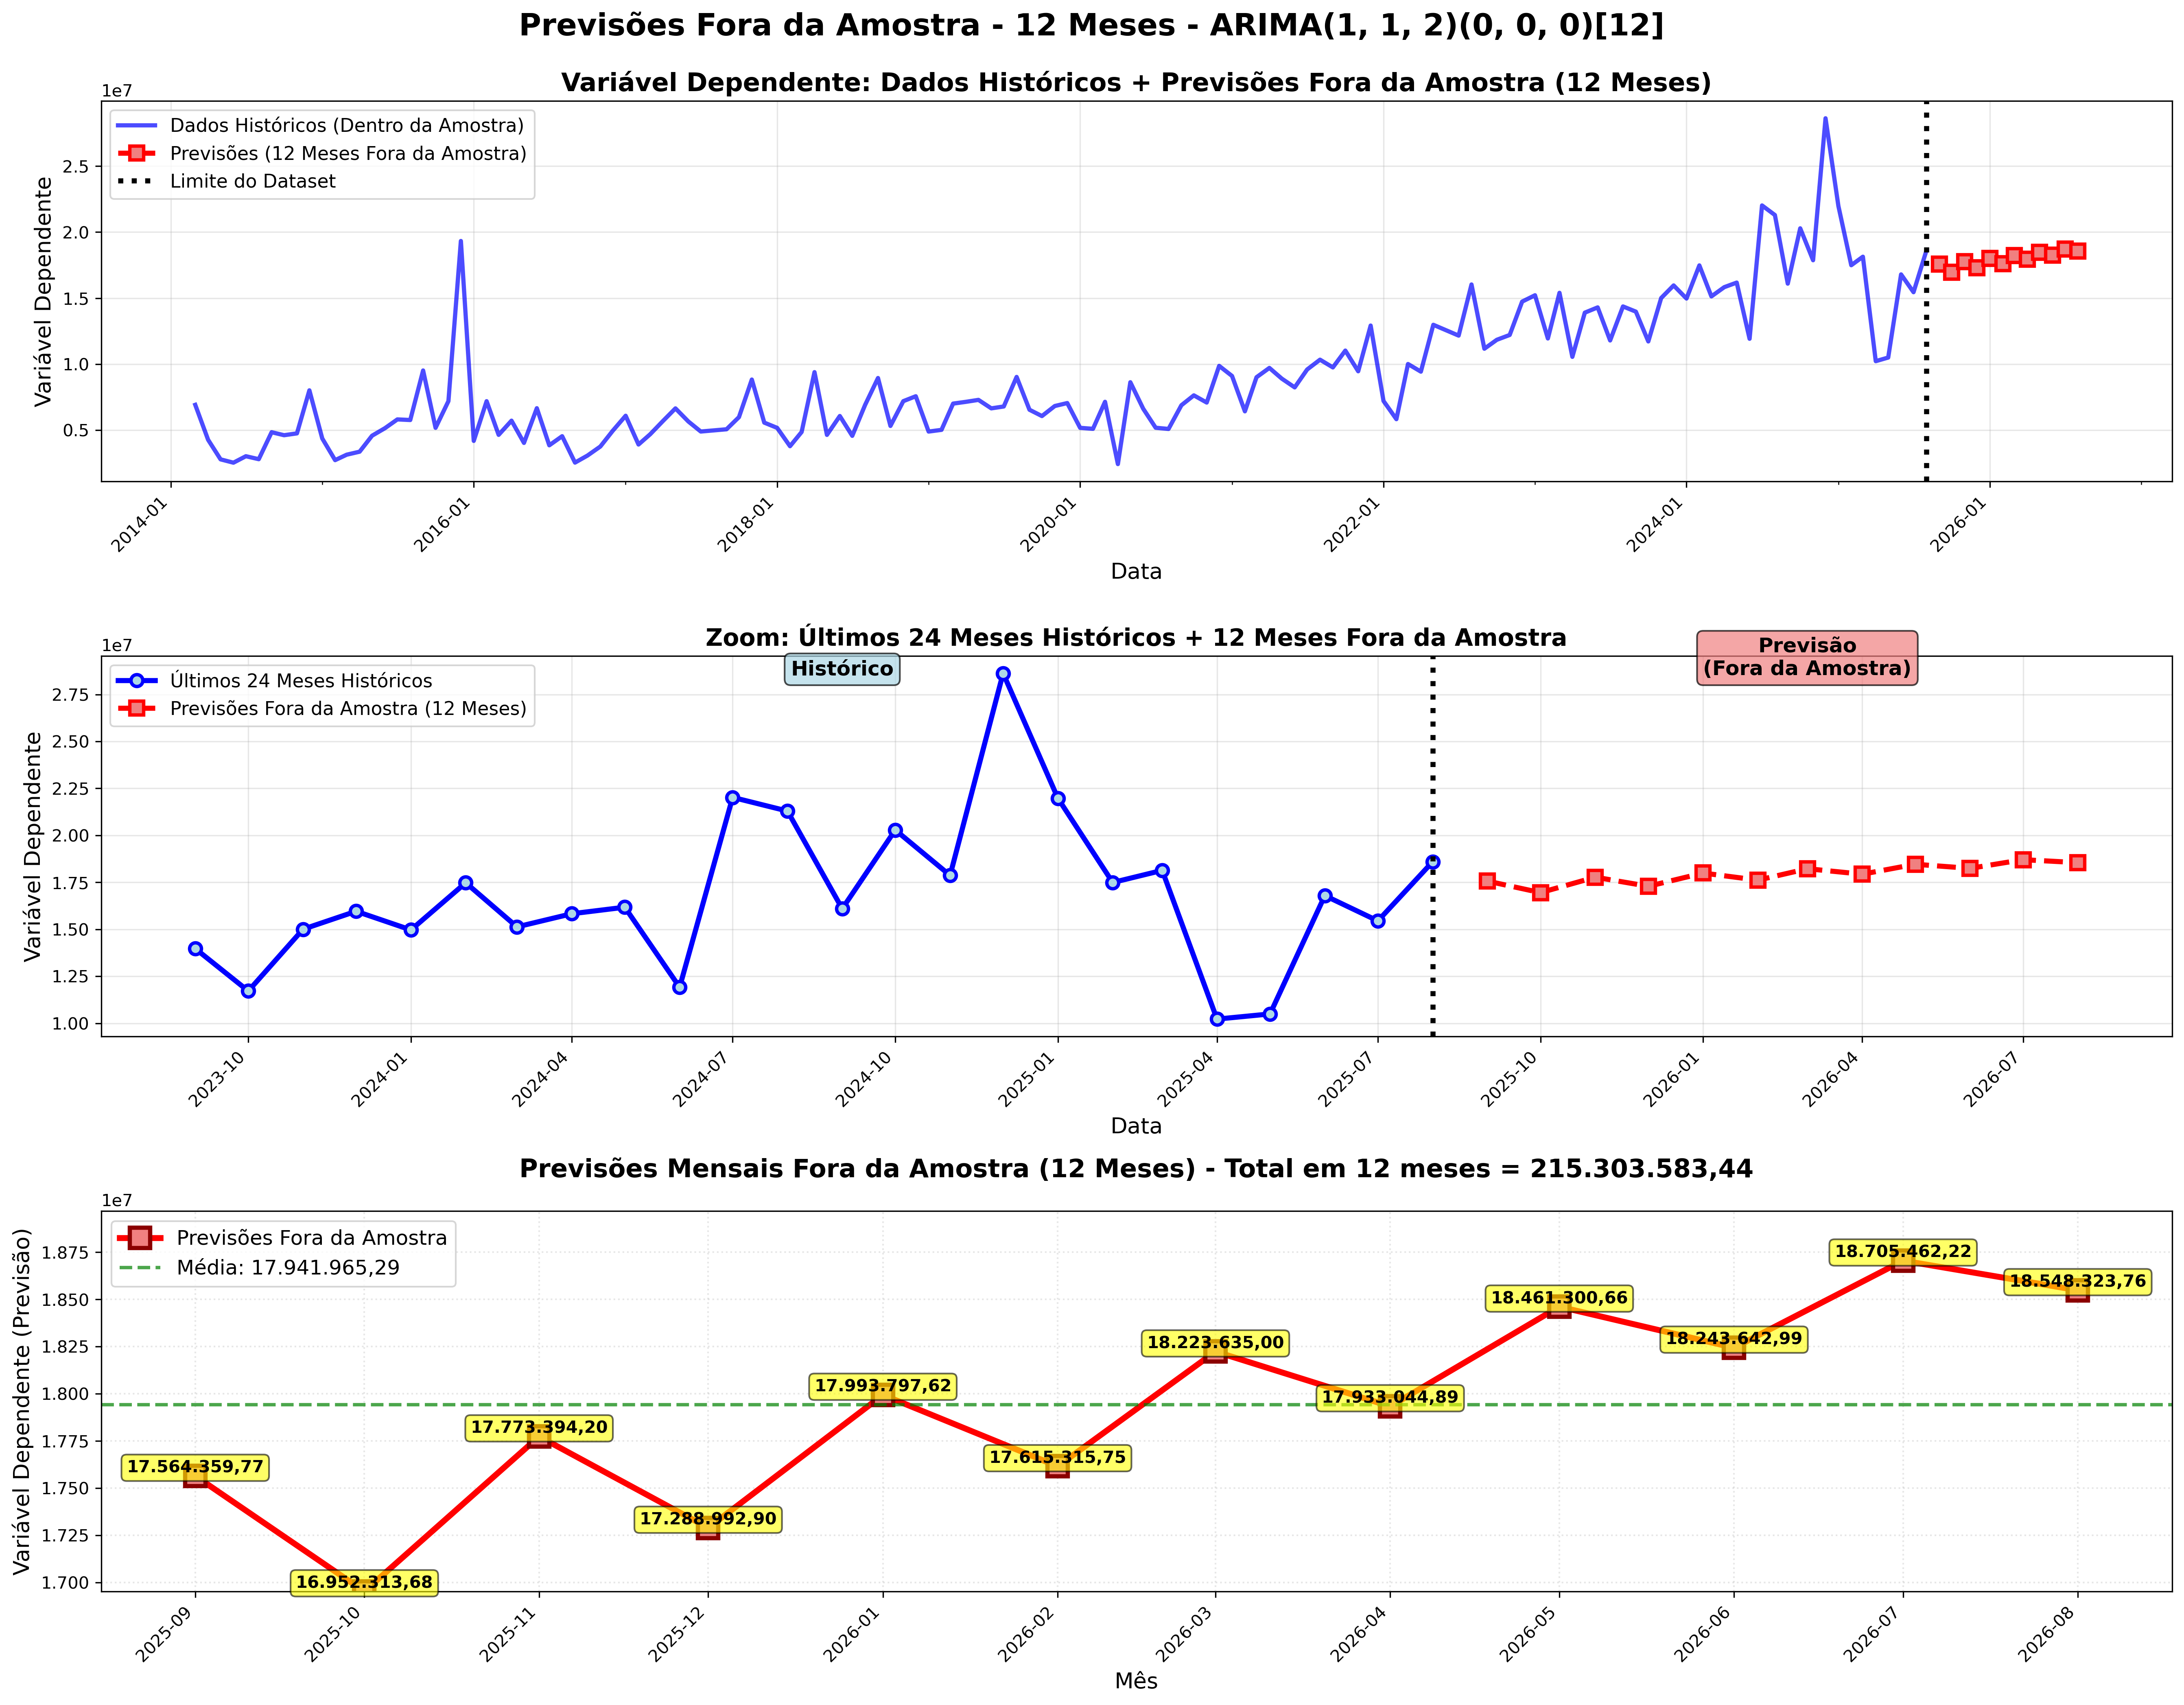 Previsões Fora da Amostra - 12 Meses - ARIMA(1, 1, 2)(0, 0, 0)[12]
Variável Dependente: Dados Históricos + Previsões Fora da Amostra (12 Meses)
1e7
Dados Históricos (Dentro da Amostra)
Previsões (12 Meses Fora da Amostra)
Limite do Dataset
Variável Dependente
2.5
2.0
1.5
1.0
0.5
2014-01
2016-01
2018-01
2020-01
2022-01
2024-01
2026-01
Data
Zoom: Últimos 24 Meses Históricos + 12 Meses Fora da Amostra
1e7
Últimos 24 Meses Históricos
Previsões Fora da Amostra (12 Meses)
Histórico
Previsão
(Fora da Amostra)
Variável Dependente
2.75
2.50
2.25
2.00
1.75
1.50
1.25
1.00
2023-10
2024-01
2024-04
2024-07
2024-10
2025-01
2025-04
2025-07
2025-10
2026-01
2026-04
2026-07
Data
Previsões Mensais Fora da Amostra (12 Meses) - Total em 12 meses = 215.303.583,44
1e7
Previsões Fora da Amostra
Média: 17.941.965,29
Variável Dependente (Previsão)
1.875
1.850
1.825
1.800
1.775
1.750
1.725
1.700
17.564.359,77
16.952.313,68
17.773.394,20
17.288.992,90
17.993.797,62
17.615.315,75
18.223.635,00
17.933.044,89
18.461.300,66
18.243.642,99
18.705.462,22
18.548.323,76
2025-09
2025-10
2025-11
2025-12
2026-01
2026-02
2026-03
2026-04
2026-05
2026-06
2026-07
2026-08
Mês